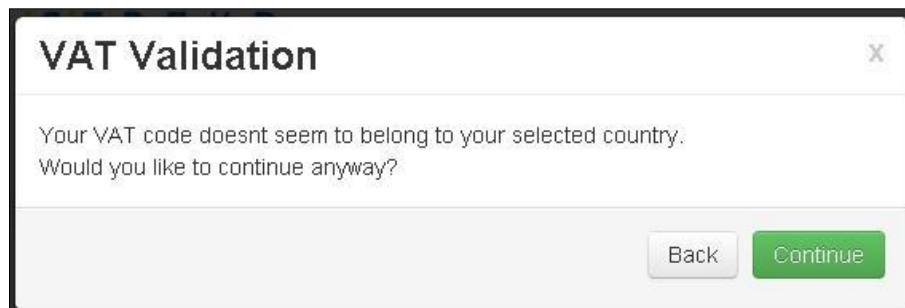 VAT Validation
x
Your VAT code doesnt seem to belong to your selected country.
Would you like to continue anyway?
Back
Continue